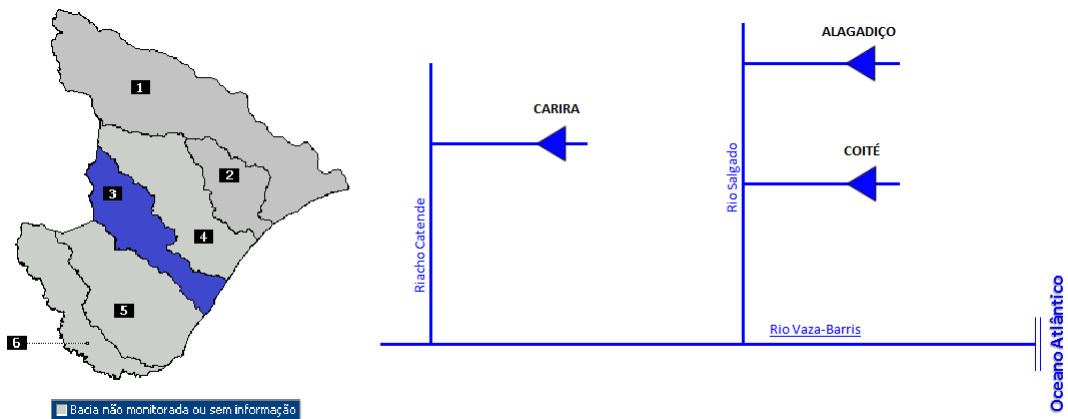 1
2
3
4
5
6
Bacia não monitorada ou sem informação
CARIRA
Riacho Catende
ALAGADIÇO
COITÉ
Rio Salgado
Rio Vaza-Barris
Oceano Atlântico